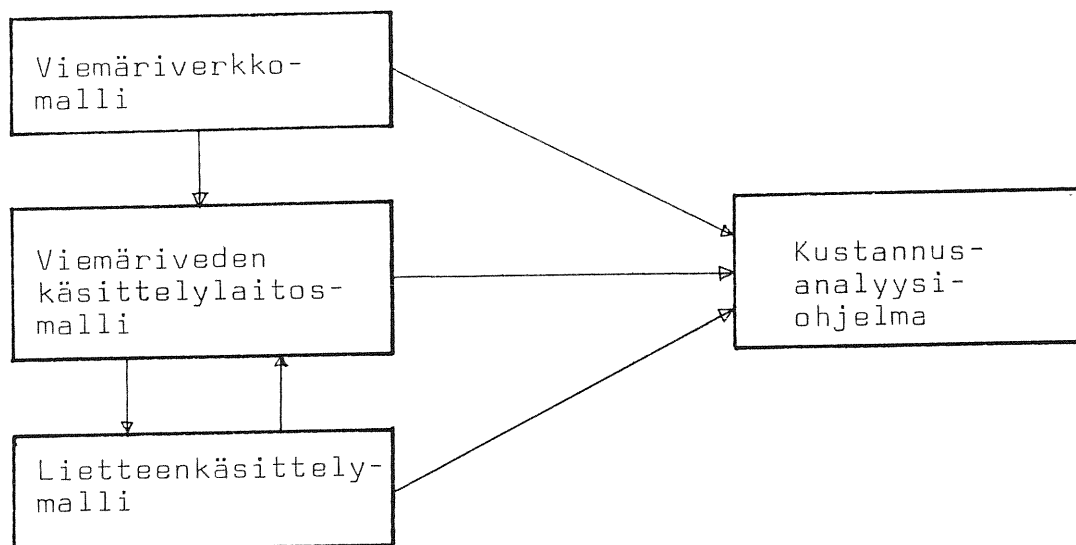 Viemäriverkko-
malli
Viemäriveden
käsittelylaitos-
malli
Lietteenkäsittely-
malli
Kustannus-
analyysi-
ohjelma